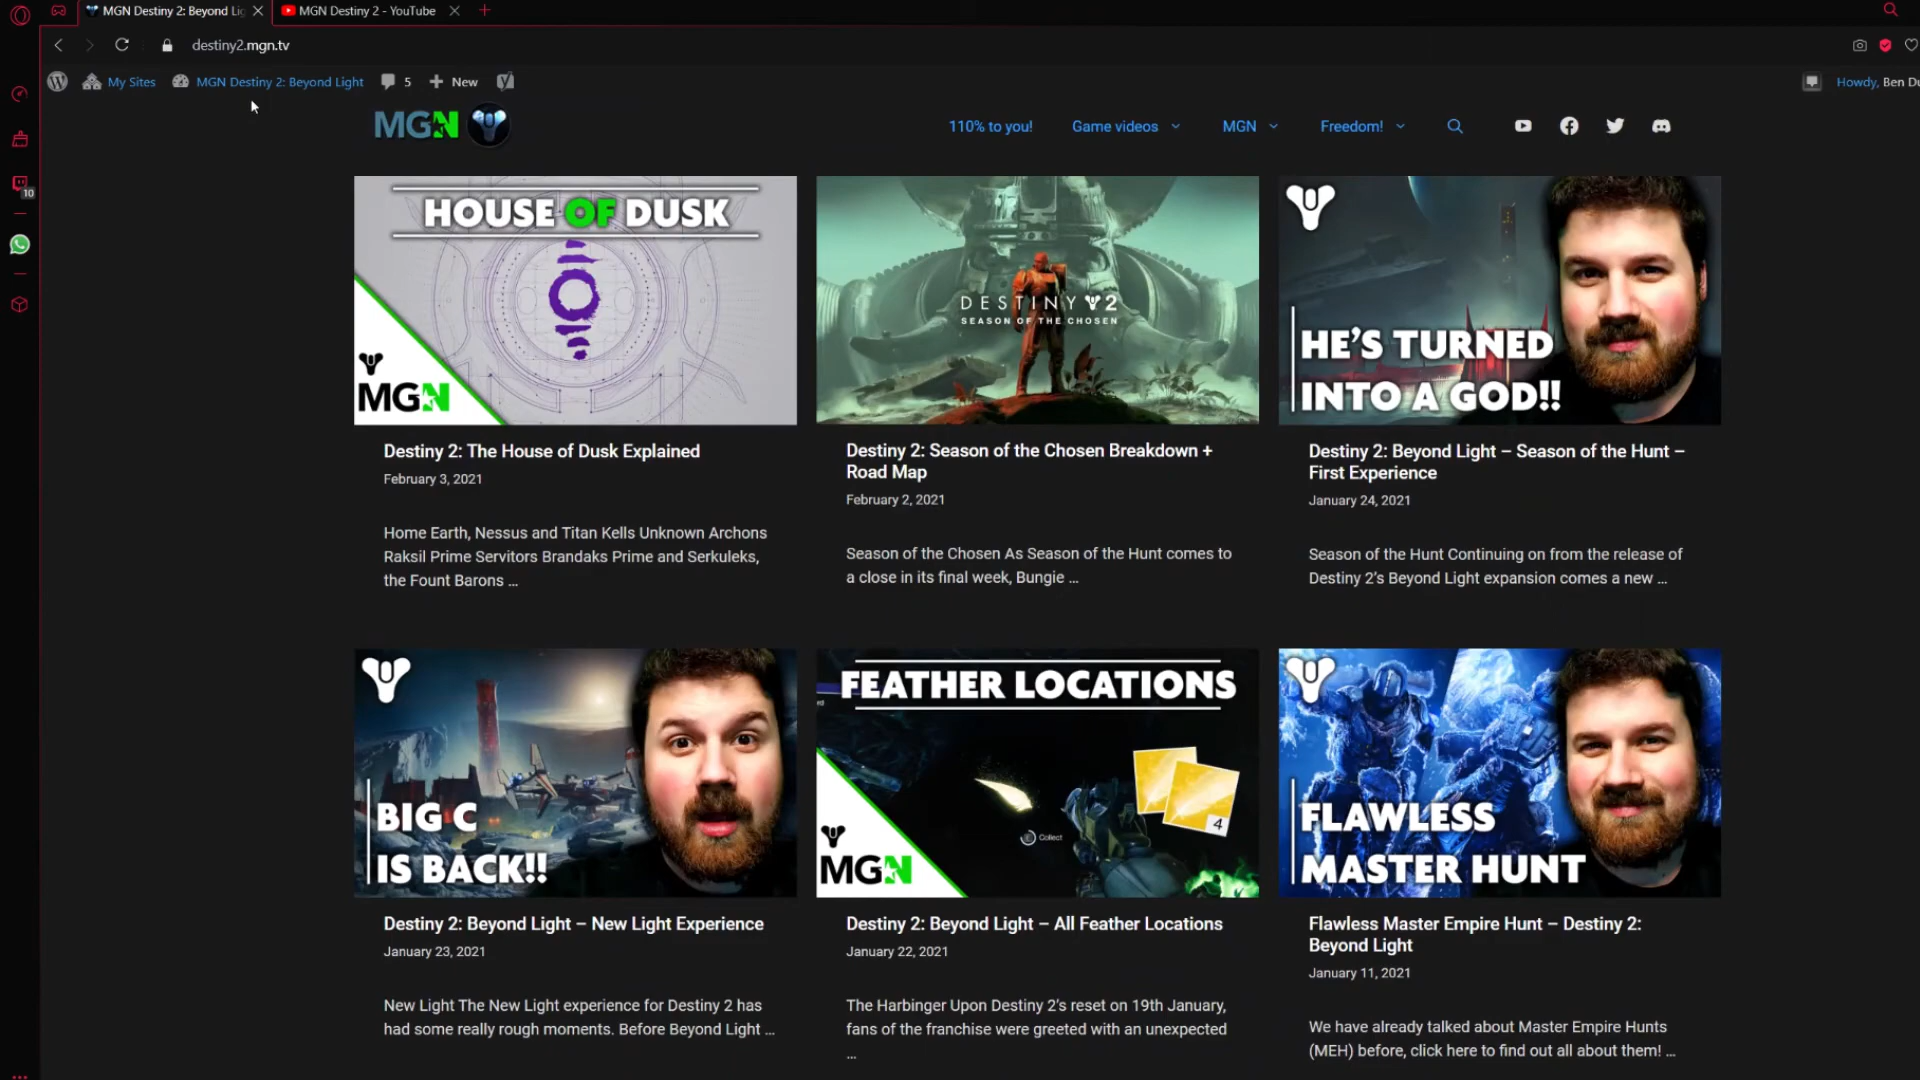 MGN Destiny 2: Beyond Lig
MGN Destiny 2 - YouTube
destiny2.mgn.tv
My Sites
MGN Destiny 2: Beyond Light
5
New
Howdy, Ben Du
10
MGN
110% to you!
Game videos
MGN
Freedom!
HOUSE OF DUSK
MGN
DESTINY 2
SEASON OF THE CHOSEN
HE'S TURNED
INTO A GOD!!
Destiny 2: The House of Dusk Explained
February 3, 2021
Home Earth, Nessus and Titan Kells Unknown Archons
Raksil Prime Servitors Brandaks Prime and Serkuleks,
the Fount Barons ...
Destiny 2: Season of the Chosen Breakdown +
Road Map
February 2, 2021
Season of the Chosen As Season of the Hunt comes to
a close in its final week, Bungie ...
Destiny 2: Beyond Light – Season of the Hunt –
First Experience
January 24, 2021
Season of the Hunt Continuing on from the release of
Destiny 2's Beyond Light expansion comes a new ...
BIG C
IS BACK!!
FEATHER LOCATIONS
4
Collect
MGN
FLAWLESS
MASTER HUNT
Destiny 2: Beyond Light – New Light Experience
January 23, 2021
New Light The New Light experience for Destiny 2 has
had some really rough moments. Before Beyond Light ...
Destiny 2: Beyond Light – All Feather Locations
January 22, 2021
The Harbinger Upon Destiny 2's reset on 19th January,
fans of the franchise were greeted with an unexpected
...
Flawless Master Empire Hunt – Destiny 2:
Beyond Light
January 11, 2021
We have already talked about Master Empire Hunts
(MEH) before, click here to find out all about them! ...